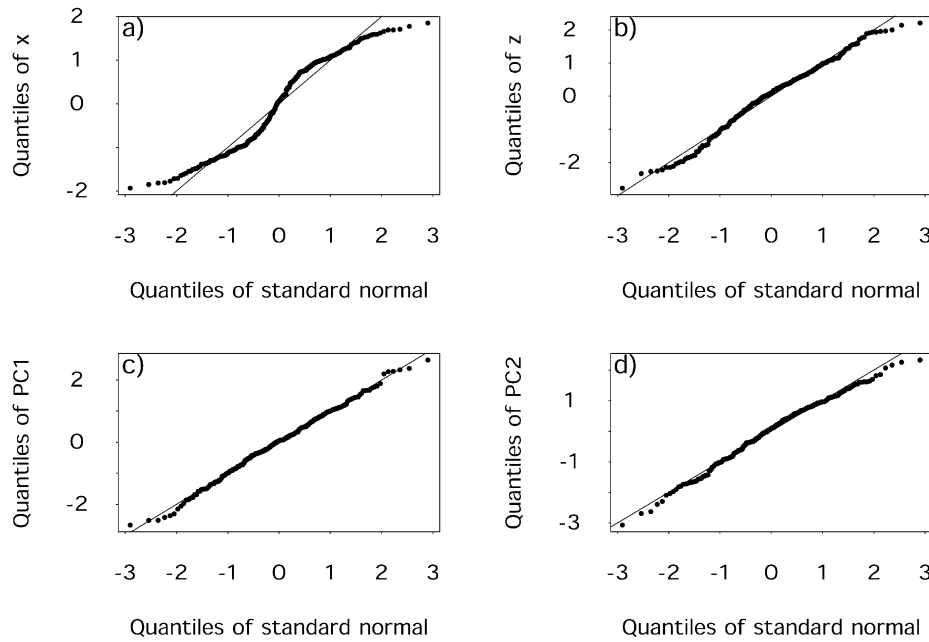 a)
Quantiles of x
2
0
-2
-3 -2 -1 0 1 2 3
Quantiles of standard normal
b)
Quantiles of z
2
1
0
-2
-3 -2 -1 0 1 2 3
Quantiles of standard normal
c)
Quantiles of PC1
2
0
-2
-3 -2 -1 0 1 2 3
Quantiles of standard normal
d)
Quantiles of PC2
1
-1
-3
-3 -2 -1 0 1 2 3
Quantiles of standard normal